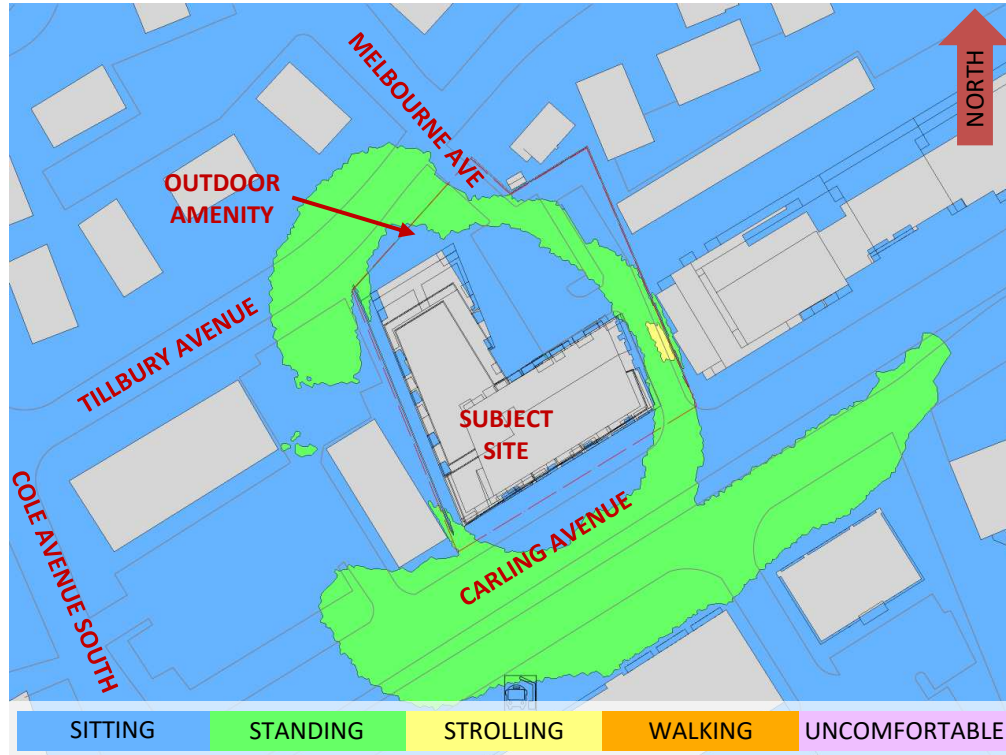 MELBOURNE AVE
NORTH
OUTDOOR
AMENITY
TILLBURY AVENUE
SUBJECT
SITE
COLE AVENUE SOUTH
CARLING AVENUE
SITTING
STANDING
STROLLING
WALKING
UNCOMFORTABLE